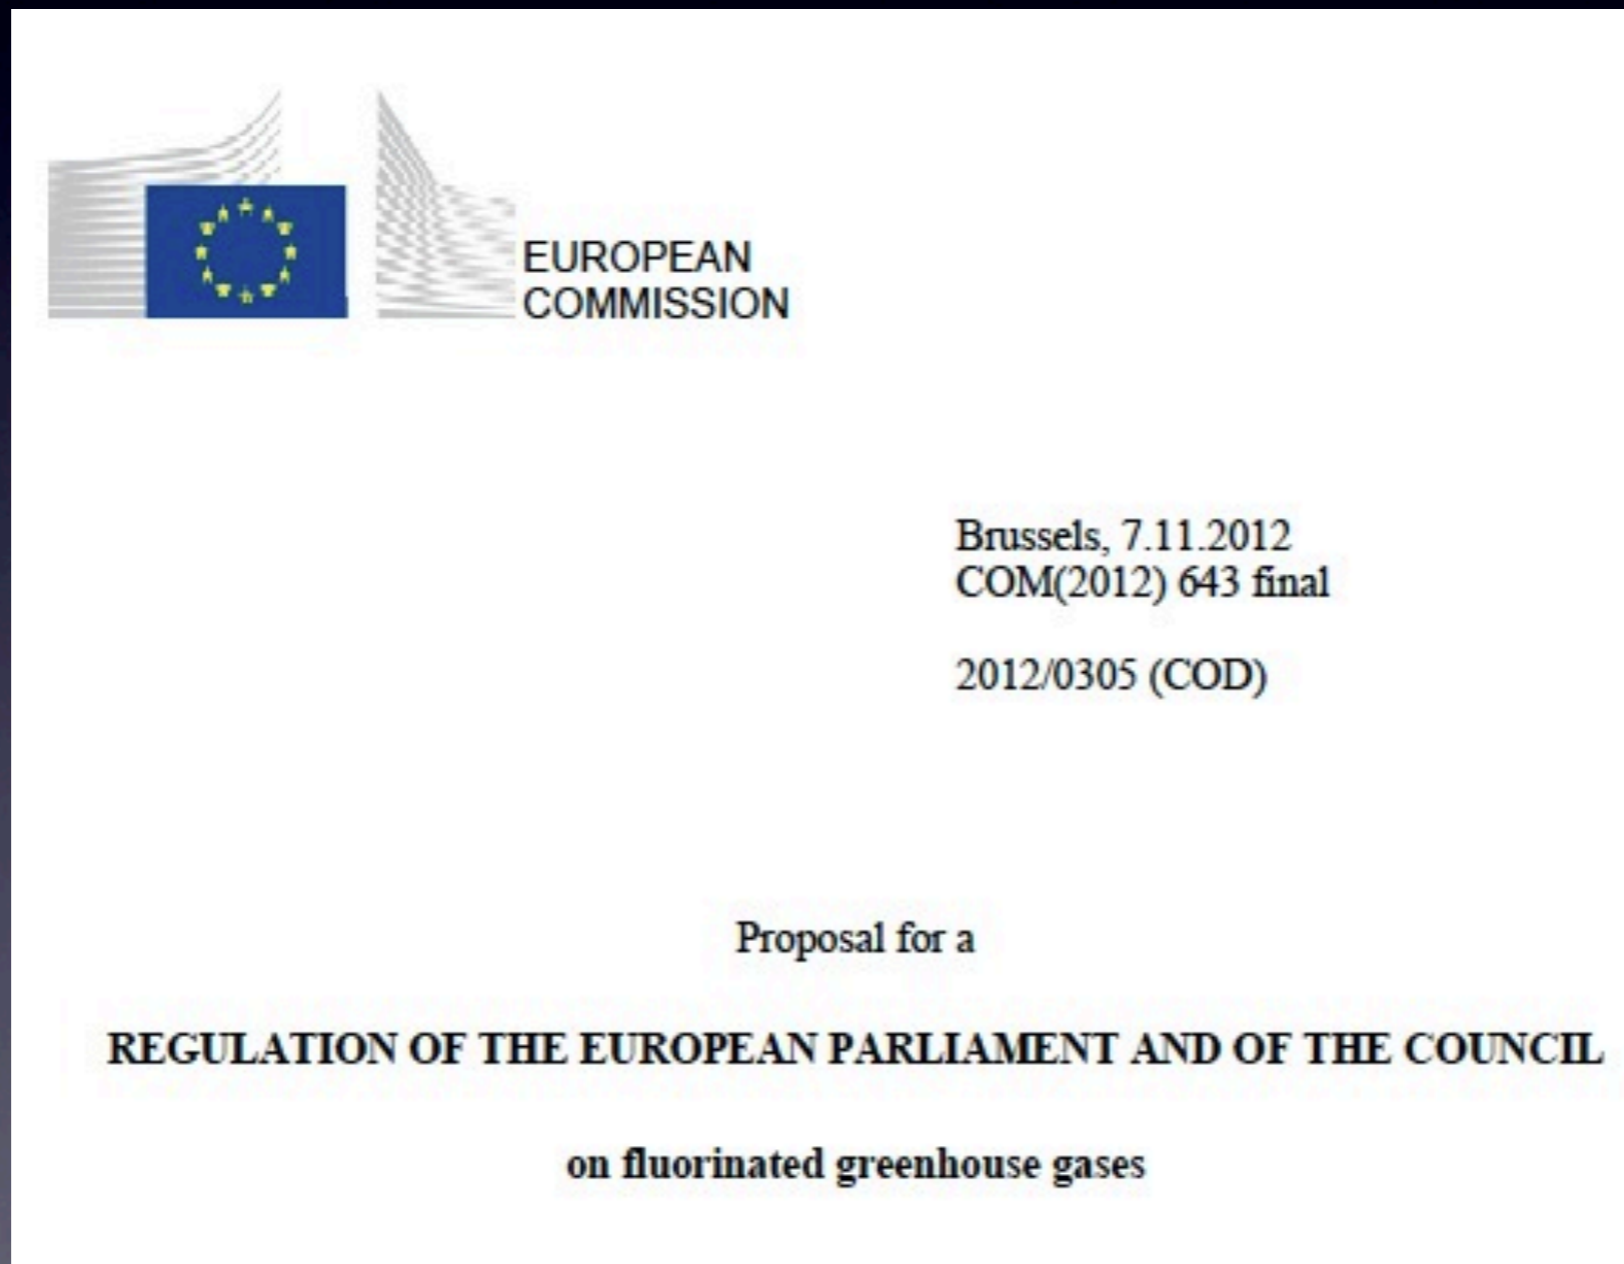 EUROPEAN
COMMISSION
Brussels, 7.11.2012
COM(2012) 643 final
2012/0305 (COD)
Proposal for a
REGULATION OF THE EUROPEAN PARLIAMENT AND OF THE COUNCIL
on fluorinated greenhouse gases